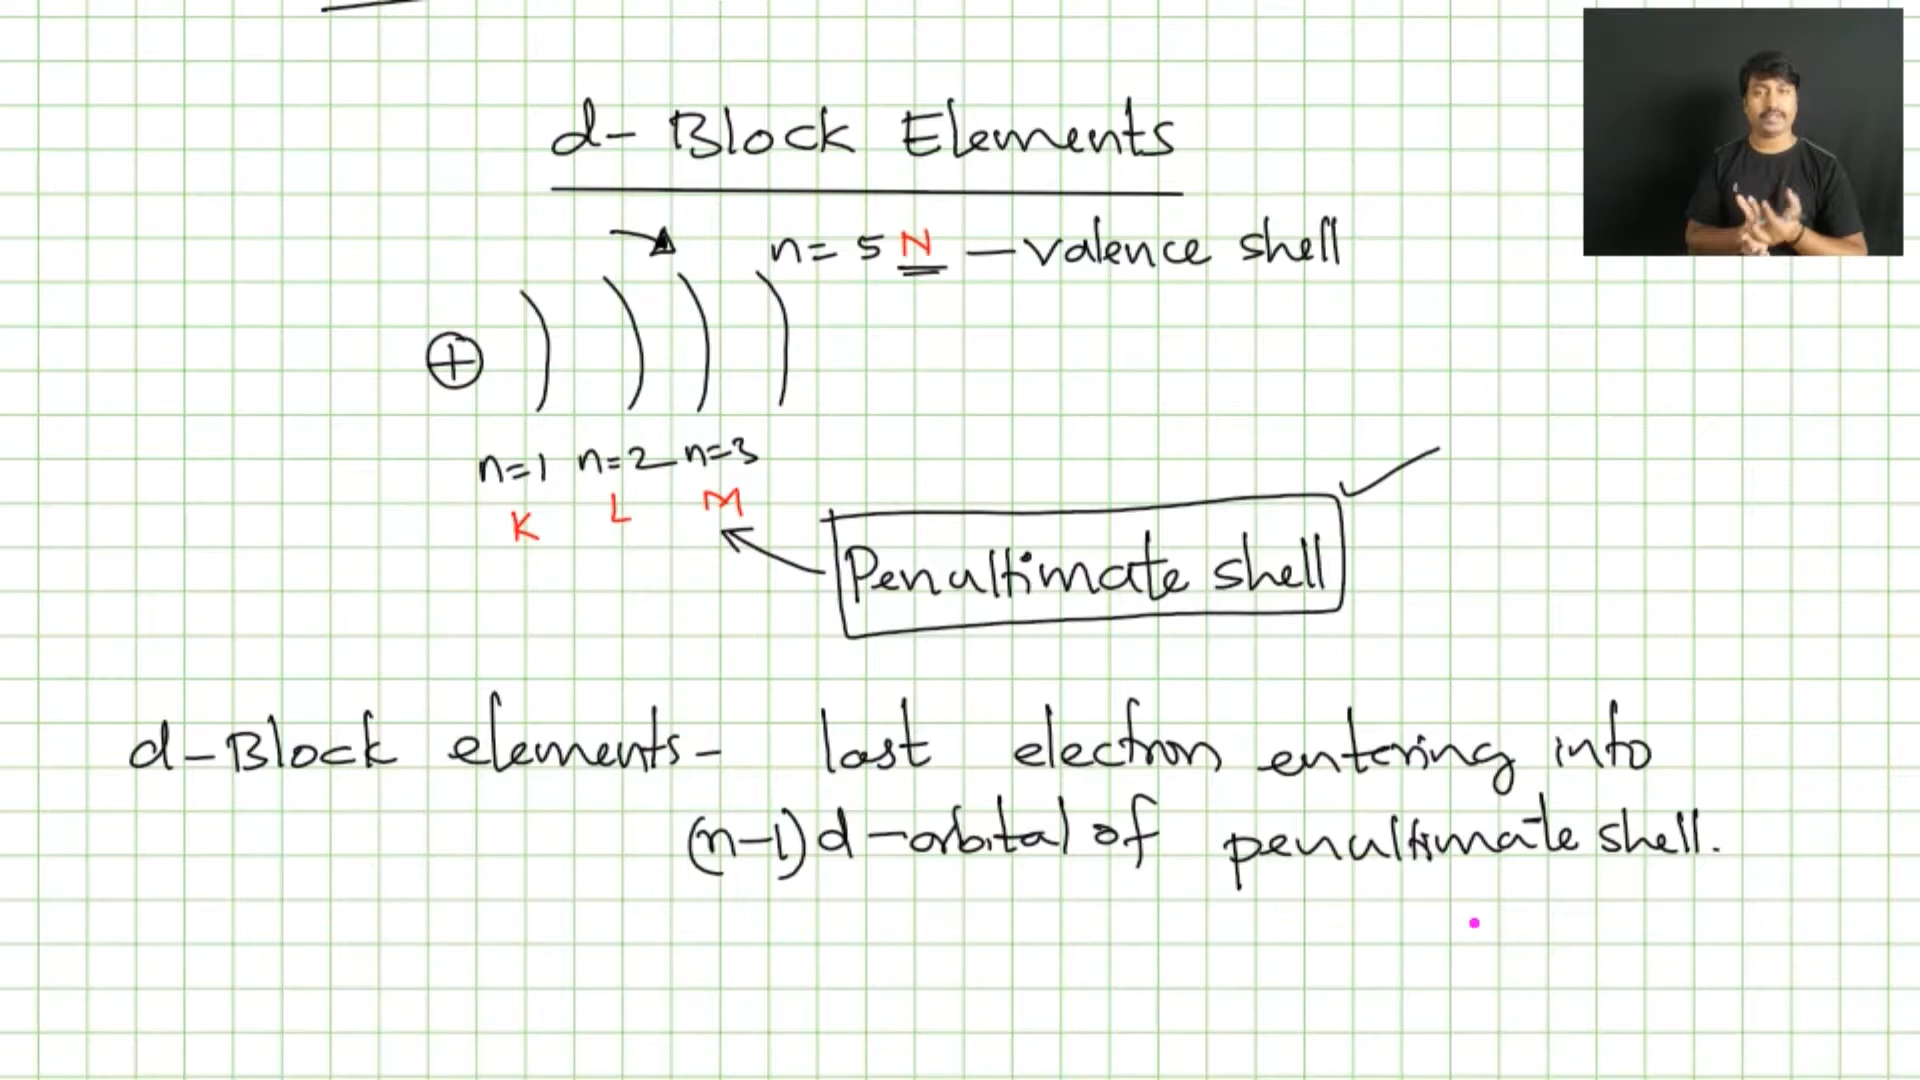 d- Block Elements
n= 5 N — valence shell
n=1 n=2 n=3
K L M
Penultimate shell
d-Block elements- last electron entering into
(n-1)d-orbital of penultimate shell.